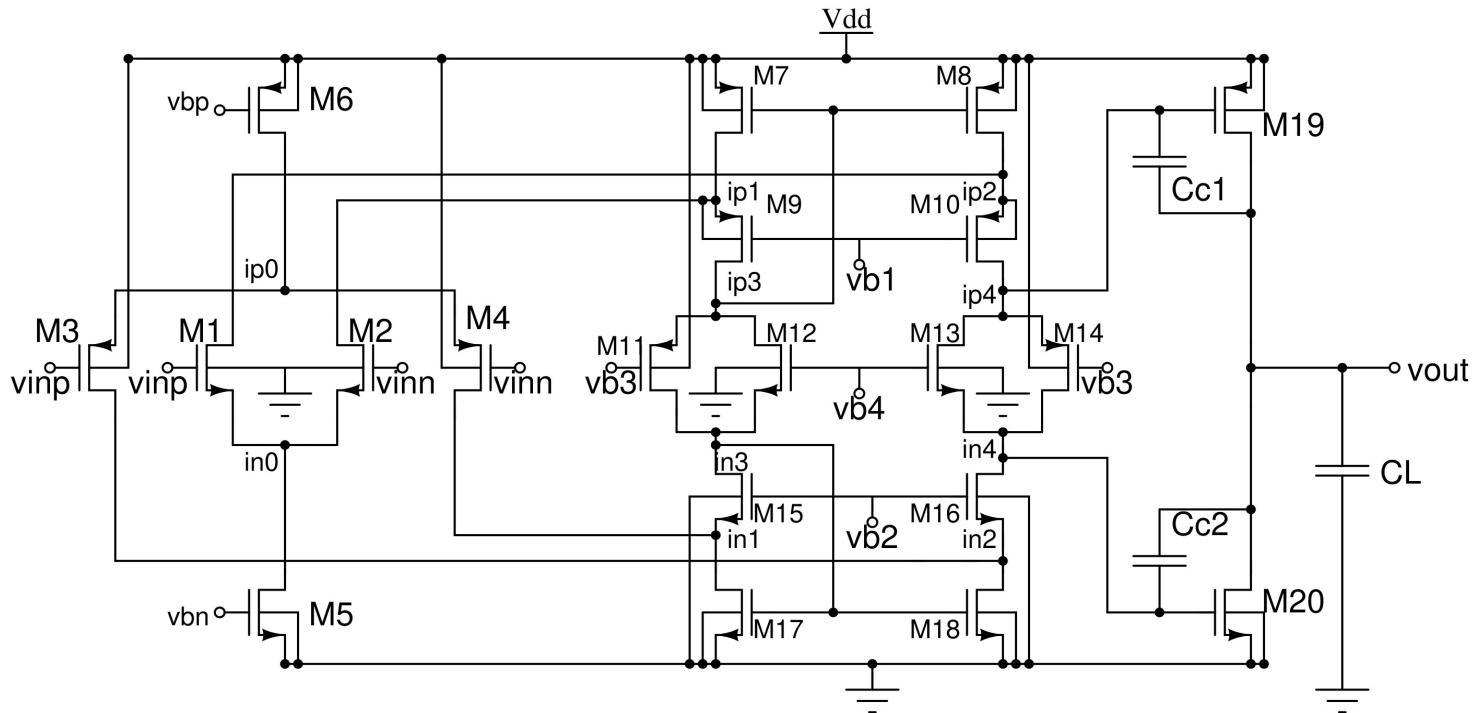 Vdd
M7
M8
vbp
M6
M19
ip1
ip2
Cc1
M9
M10
ip0
ip3
vb1
ip4
M3
M1
M2
M4
M11
M12
M13
M14
vinp
vinp
vinn
vinn
vb3
vb4
vb3
vout
in0
in3
in4
CL
M15
M16
Cc2
in1
vb2
in2
vbn
M5
M17
M18
M20